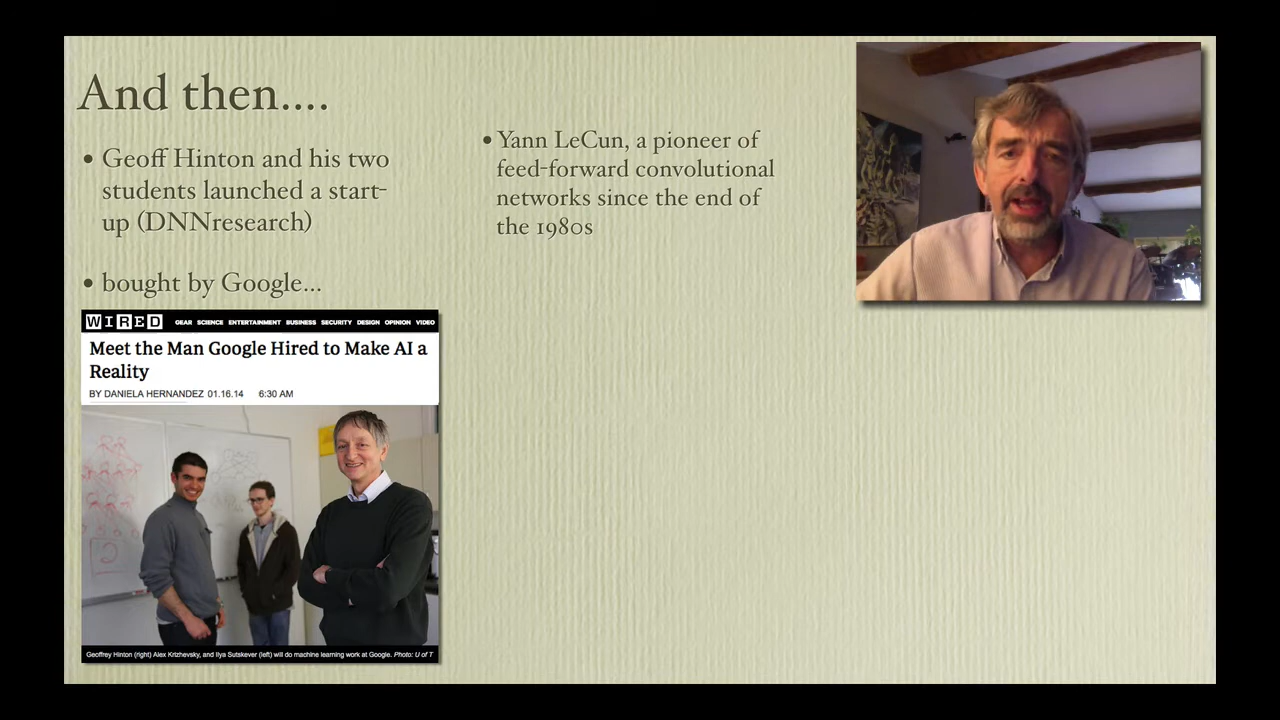 And then....
• Geoff Hinton and his two
students launched a start-
up (DNNresearch)
• bought by Google...
WIRED GEAR SCIENCE ENTERTAINMENT BUSINESS SECURITY DESIGN OPINION VIDEO
Meet the Man Google Hired to Make AI a
Reality
BY DANIELA HERNANDEZ 01.16.14 6:30 AM
Geoffrey Hinton (right) Alex Krizhevsky, and Ilya Sutskever (left) will do machine learning work at Google. Photo: U of T
• Yann LeCun, a pioneer of
feed-forward convolutional
networks since the end of
the 1980s